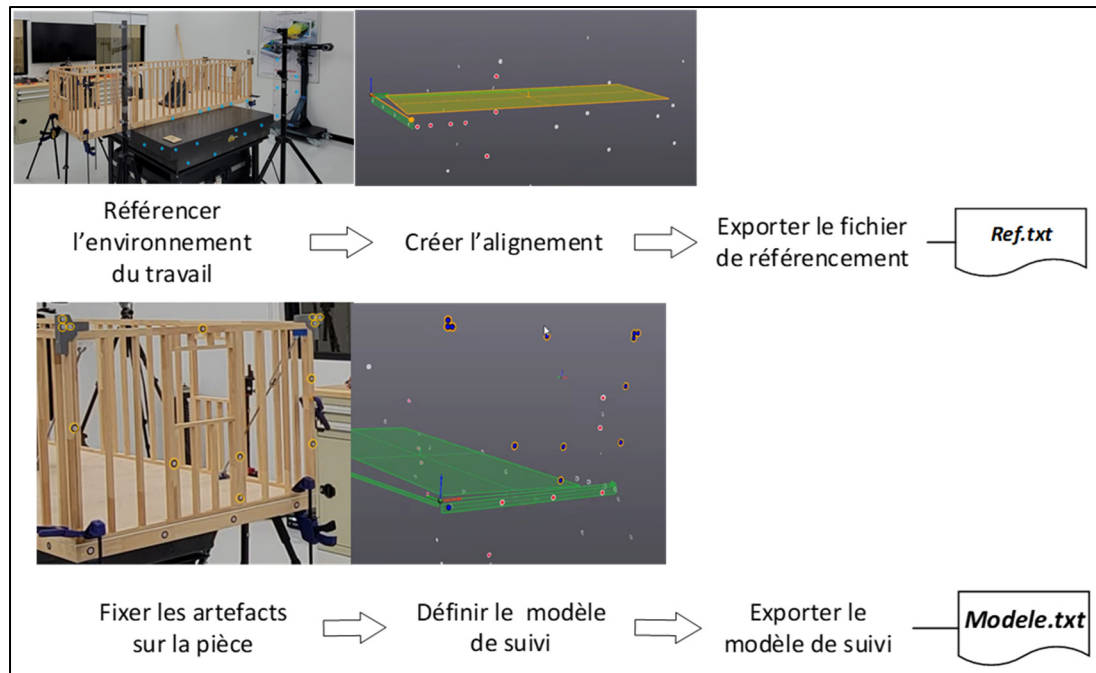 Référencer
l'environnement
du travail
Créer l'alignement
Exporter le fichier
de référencement
Ref.txt
Fixer les artefacts
sur la pièce
Définir le modèle
de suivi
Exporter le
modèle de suivi
Modele.txt